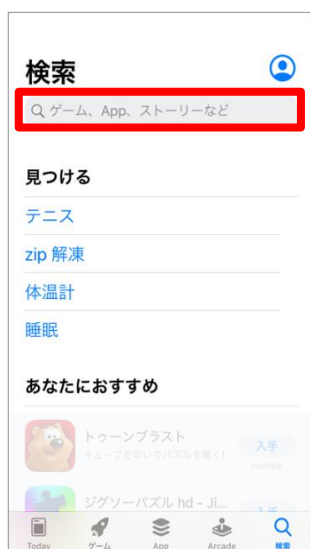 検索
ゲーム、App、ストーリーなど
見つける
テニス
zip 解凍
体温計
睡眠
あなたにおすすめ
トゥーンブラスト
入手
キューブを叩いてパズルを解く!
ジグソーパズル hd - Ji...
入手
Today
ゲーム
App
Arcade
検索